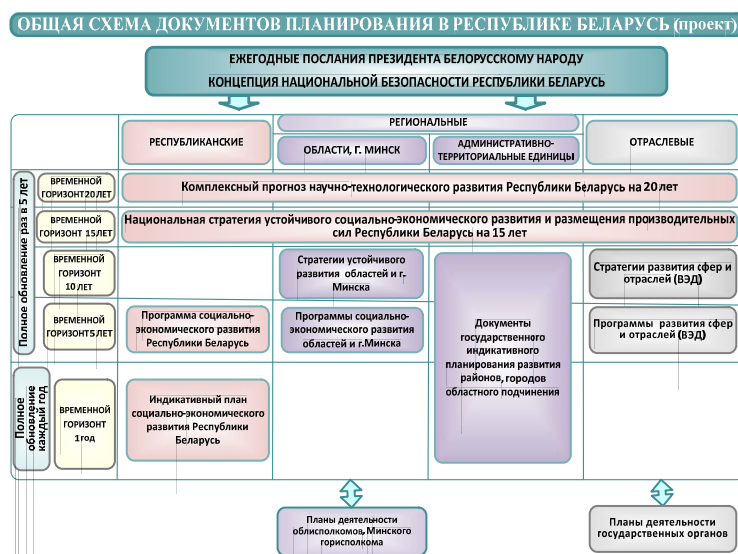 ОБЩАЯ СХЕМА ДОКУМЕНТОВ ПЛАНИРОВАНИЯ В РЕСПУБЛИКЕ БЕЛАРУСЬ (проект)
ЕЖЕГОДНЫЕ ПОСЛАНИЯ ПРЕЗИДЕНТА БЕЛОРУССКОМУ НАРОДУ
КОНЦЕПЦИЯ НАЦИОНАЛЬНОЙ БЕЗОПАСНОСТИ РЕСПУБЛИКИ БЕЛАРУСЬ
РЕСПУБЛИКАНСКИЕ
РЕГИОНАЛЬНЫЕ
ОБЛАСТИ, Г. МИНСК
АДМИНИСТРАТИВНО-
ТЕРРИТОРИАЛЬНЫЕ ЕДИНИЦЫ
ОТРАСЛЕВЫЕ
Полное обновление раз в 5 лет
ВРЕМЕННОЙ
ГОРИЗОНТ20 ЛЕТ
Комплексный прогноз научно-технологического развития Республики Беларусь на 20 лет
ВРЕМЕННОЙ
ГОРИЗОНТ 15 ЛЕТ
Национальная стратегия устойчивого социально-экономического развития и размещения производительных
сил Республики Беларусь на 15 лет
ВРЕМЕННОЙ
ГОРИЗОНТ
10 ЛЕТ
Стратегии устойчивого
развития областей и г.
Минска
Стратегии развития сфер и
отраслей (ВЭД)
ВРЕМЕННОЙ
ГОРИЗОНТ 5 ЛЕТ
Программа социально-
экономического развития
Республики Беларусь
Программы социально-
экономического развития
областей и г.Минска
Документы
государственного
индикативного
планирования развития
районов, городов
областного подчинения
Программы развития сфер
и отраслей (ВЭД)
Полное
обновление
каждый год
ВРЕМЕННОЙ
ГОРИЗОНТ
1 год
Индикативный план
социально-экономического
развития Республики
Беларусь
Планы деятельности
облисполкомов, Минского
горисполкома
Планы деятельности
государственных органов